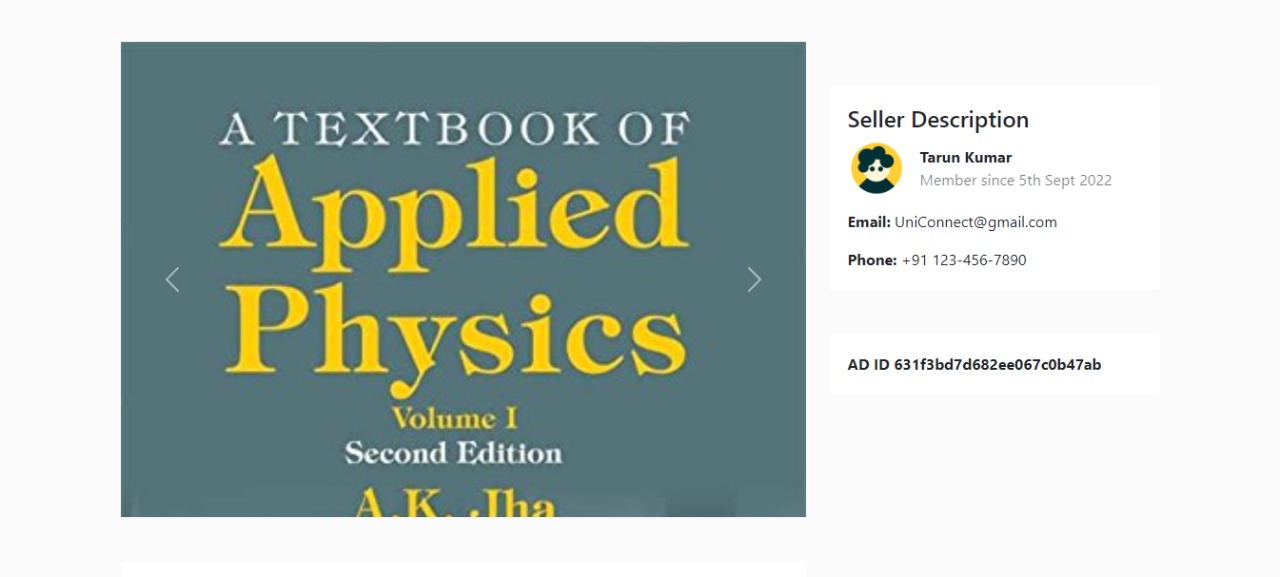 A TEXTBOOK OF
Applied
Physics
Volume I
Second Edition
A.K. Jha
Seller Description
Tarun Kumar
Member since 5th Sept 2022
Email: UniConnect@gmail.com
Phone: +91 123-456-7890
AD ID 631f3bd7d682ee067c0b47ab